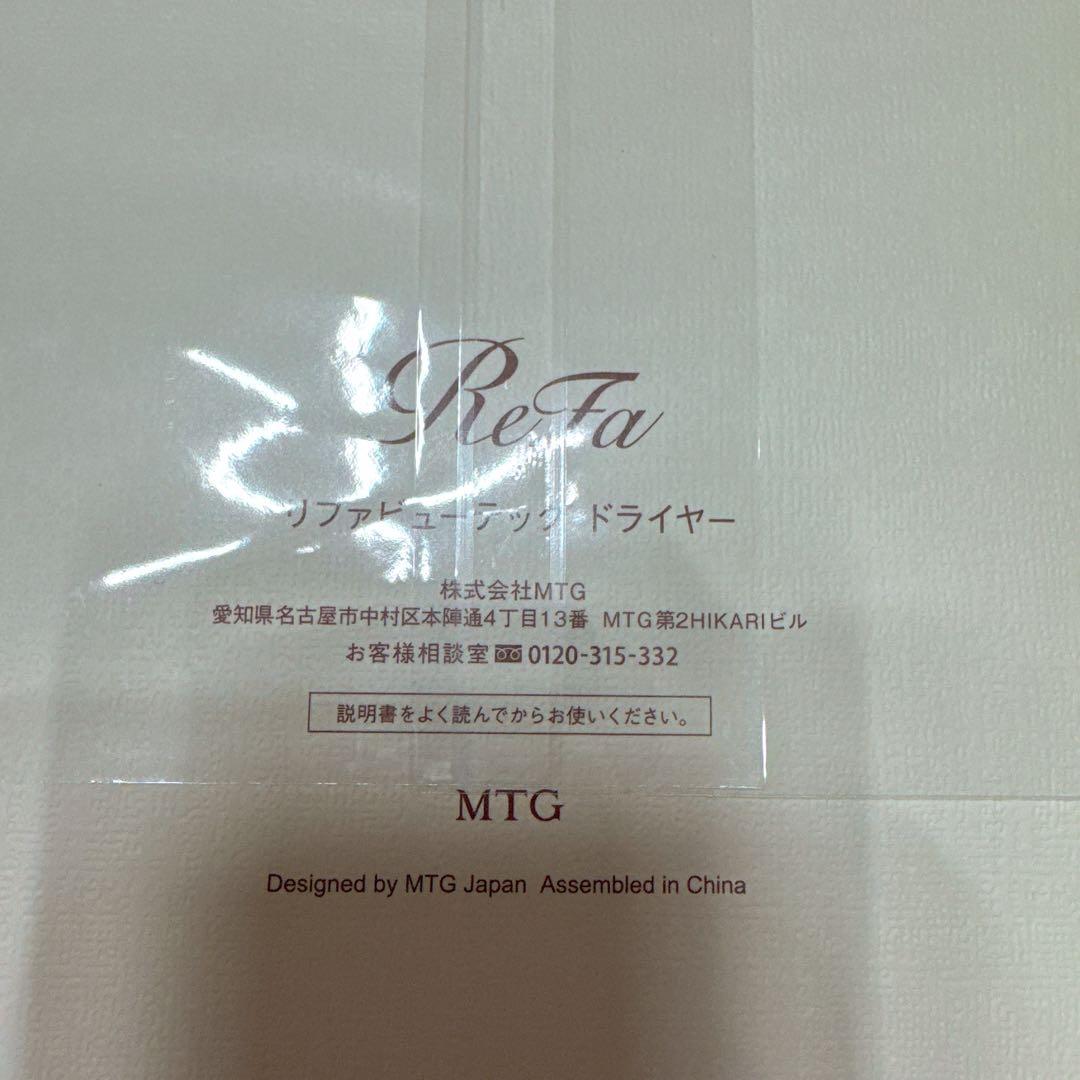 ReFa
リファビューテック ドライヤー
株式会社MTG
愛知県名古屋市中村区本陣通4丁目13番 MTG第2HIKARIビル
お客様相談室 0120-315-332
説明書をよく読んでからお使いください。
MTG
Designed by MTG Japan Assembled in China